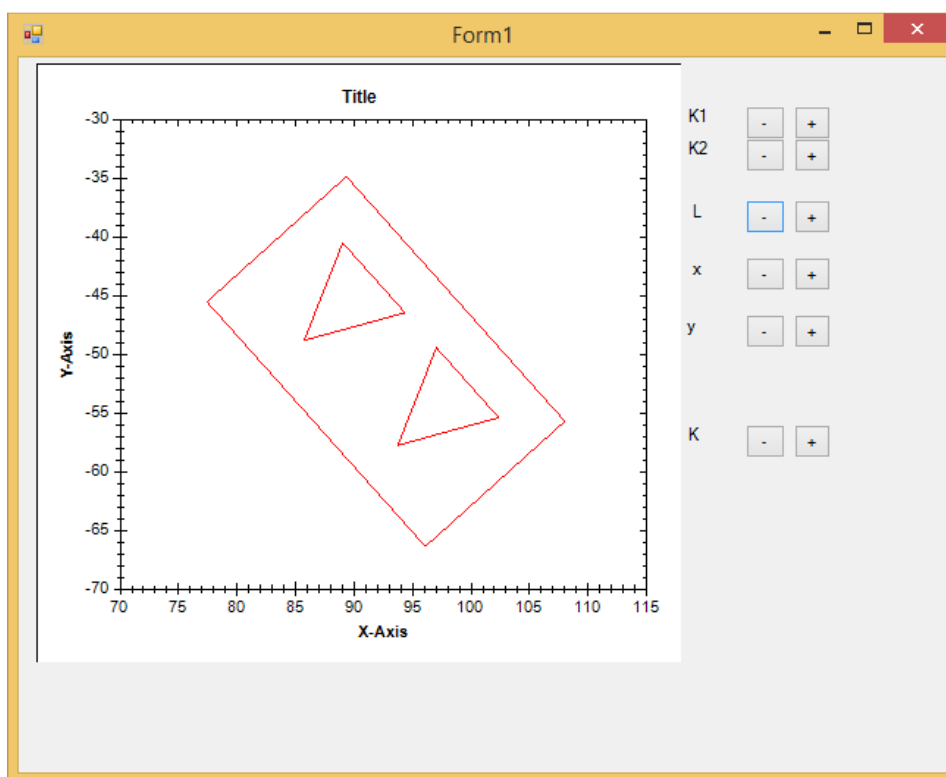 Form1
Title
K1 - +
K2 - +
L - +
x - +
y - +
K - +
Y-Axis
-30
-35
-40
-45
-50
-55
-60
-65
-70
70 75 80 85 90 95 100 105 110 115
X-Axis